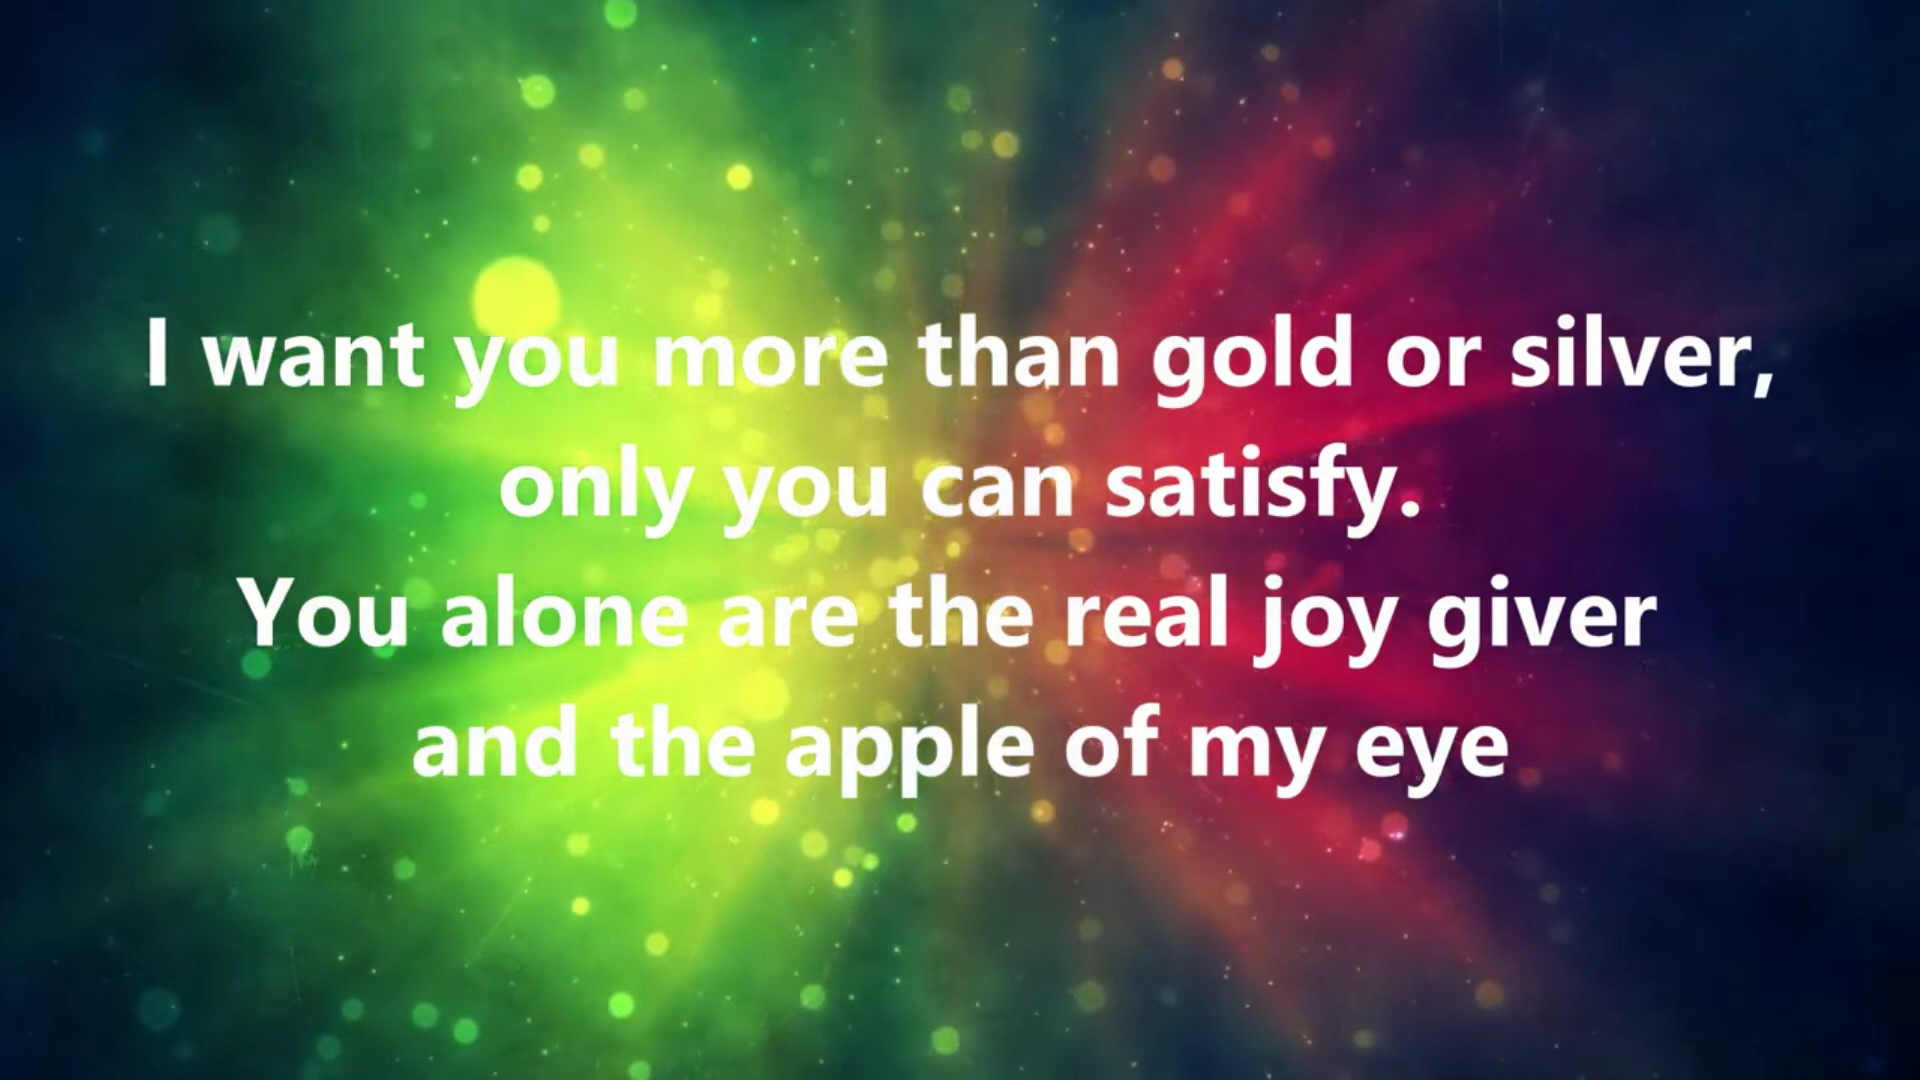 I want you more than gold or silver,
only you can satisfy.
You alone are the real joy giver
and the apple of my eye